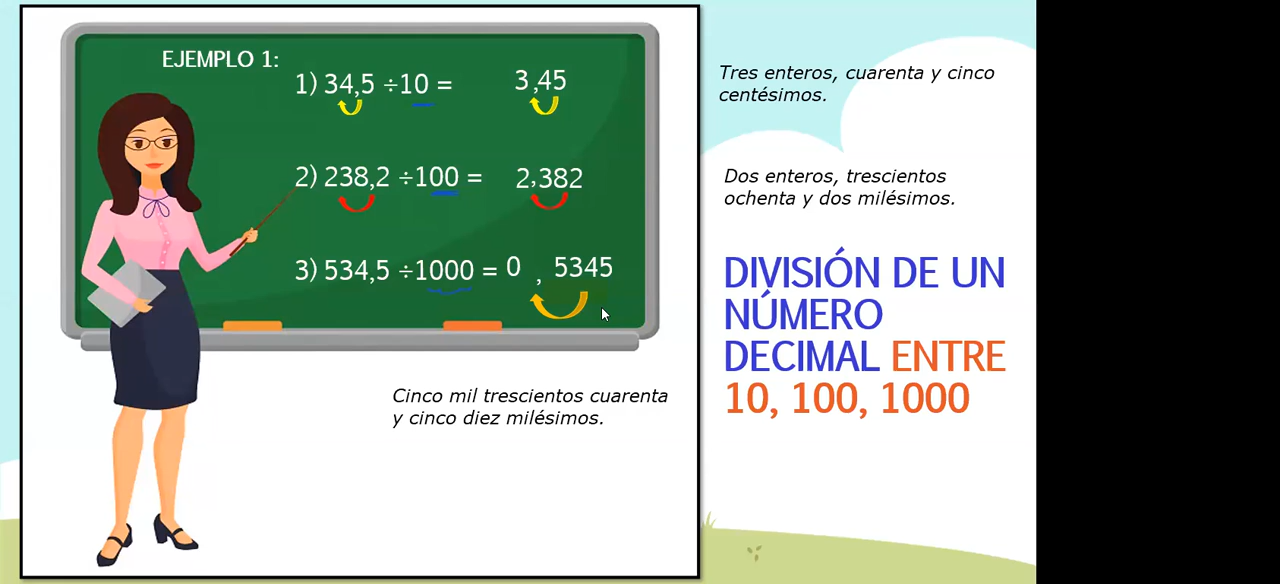 EJEMPLO 1:
1) 34,5 ÷10 = 3,45
2) 238,2 ÷100 = 2,382
3) 534,5 ÷1000 = 0 , 5345
Cinco mil trescientos cuarenta
y cinco diez milésimos.
Tres enteros, cuarenta y cinco
centésimos.
Dos enteros, trescientos
ochenta y dos milésimos.
DIVISIÓN DE UN
NÚMERO
DECIMAL ENTRE
10, 100, 1000